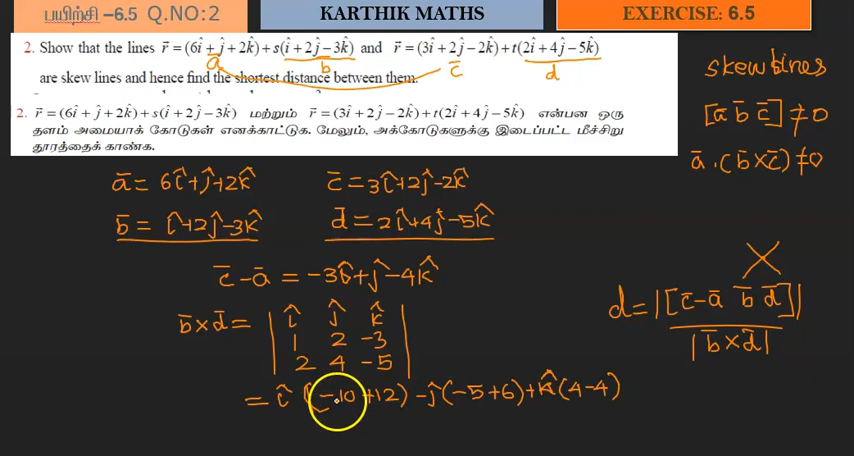 பயிற்சி –6.5 Q.NO:2
KARTHIK MATHS
EXERCISE: 6.5
2. Show that the lines r⃗ = (6î + ĵ + 2k̂) + s(î + 2ĵ − 3k̂) and r⃗ = (3î + 2ĵ − 2k̂) + t(2î + 4ĵ − 5k̂)
a̅ b̅ c̅ d
are skew lines and hence find the shortest distance between them.
2. r⃗ = (6î + ĵ + 2k̂) + s(î + 2ĵ − 3k̂) மற்றும் r⃗ = (3î + 2ĵ − 2k̂) + t(2î + 4ĵ − 5k̂) என்பன ஒரு
தளம் அமையாக் கோடுகள் எனக்காட்டுக. மேலும், அக்கோடுகளுக்கு இடைப்பட்ட மீச்சிறு
தூரத்தைக் காண்க.
skew lines
[a̅ b̅ c̅] ≠ 0
a̅ . (b̅ × c̅) ≠ 0
a̅ = 6î + ĵ + 2k̂ c̅ = 3î + 2ĵ − 2k̂
b̅ = î + 2ĵ − 3k̂ d̅ = 2î + 4ĵ − 5k̂
c̅ − a̅ = −3î + ĵ − 4k̂
b̅ × d̅ = | î ĵ k̂ |
1 2 −3
2 4 −5
= î (−10 + 12) − ĵ (−5 + 6) + k̂ (4 − 4)
d = |[c̅ − a̅ b̅ d̅]|
|b̅ × d̅|